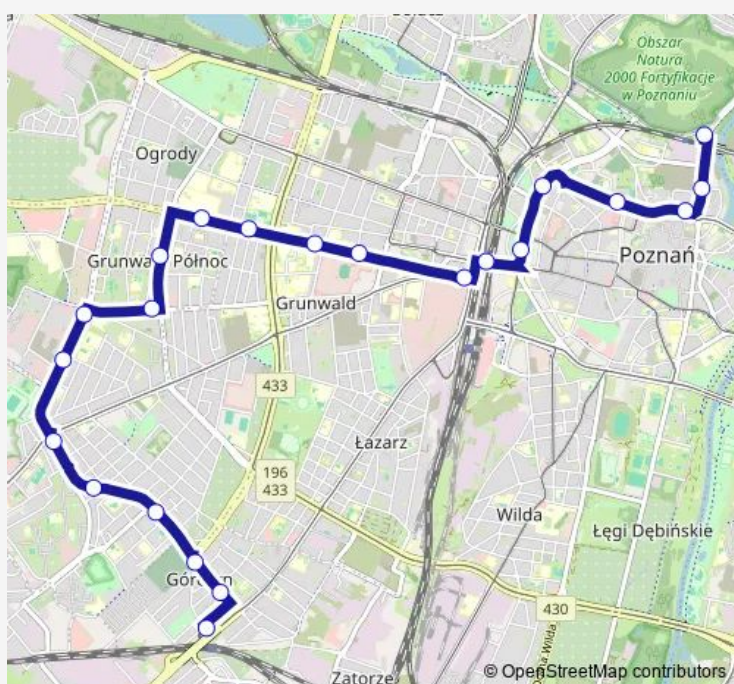 Obszar
Natura
2000 Fortyfikacje
w Poznaniu
Ogrody
Poznań
Północ
Grunwald
433
Łazarz
196
433
Wilda
Łęgi Dębińskie
430
Zatorze
© OpenStreetMap contributors